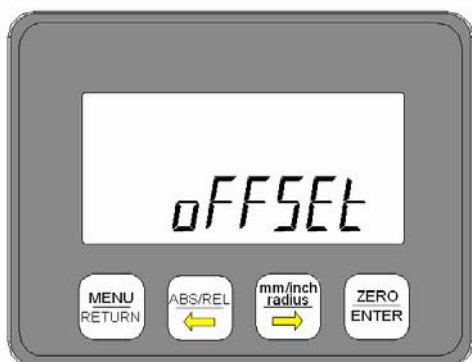 oFFSEt
MENU
RETURN
ABS/REL
mm/inch
radius
ZERO
ENTER